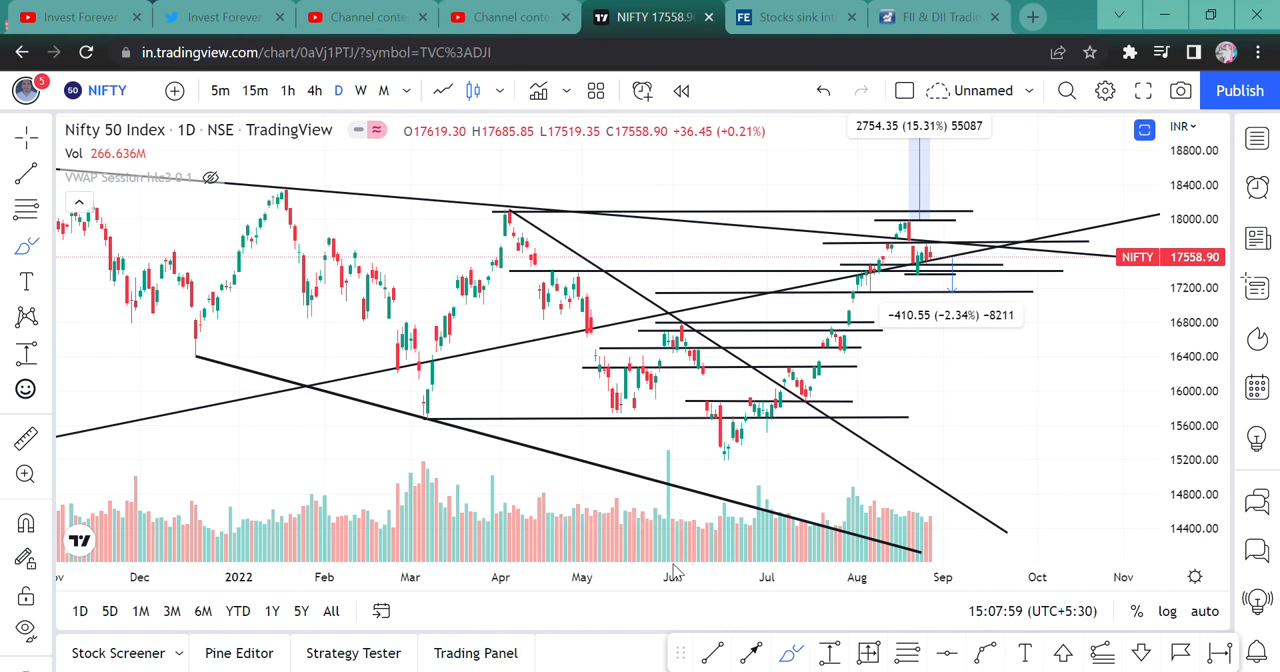 Invest Forever
Invest Forever
Channel conte
Channel conte
NIFTY 17558.9
FE Stocks sink int
FII & DII Tradin
in.tradingview.com/chart/0aVj1PTJ/?symbol=TVC%3ADJI
5
50 NIFTY 5m 15m 1h 4h D W M Unnamed Publish
Nifty 50 Index · 1D · NSE · TradingView O17619.30 H17685.85 L17519.35 C17558.90 +36.45 (+0.21%)
2754.35 (15.31%) 55087
INR
Vol 266.636M
VWAP Session hlc3 0 1
18800.00
18400.00
18000.00
NIFTY 17558.90
17200.00
−410.55 (−2.34%) −8211
16800.00
16400.00
16000.00
15600.00
15200.00
14800.00
14400.00
Dec 2022 Feb Mar Apr May Jul Aug Sep Oct Nov
1D 5D 1M 3M 6M YTD 1Y 5Y All 15:07:59 (UTC+5:30) % log auto
Stock Screener Pine Editor Strategy Tester Trading Panel